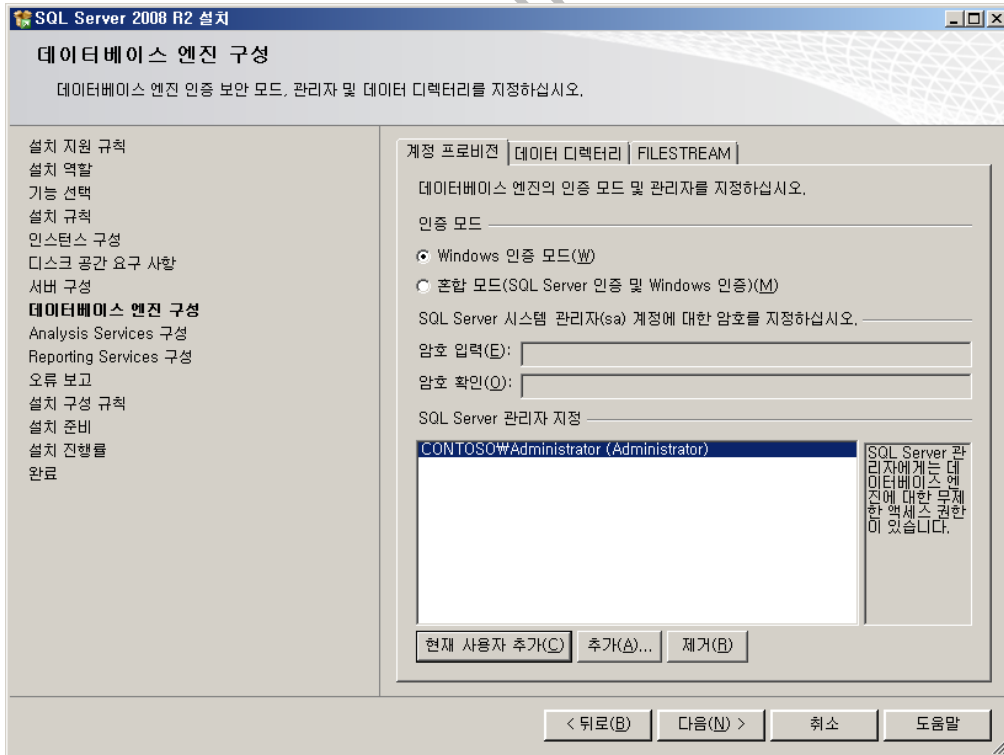 SQL Server 2008 R2 설치
데이터베이스 엔진 구성
데이터베이스 엔진 인증 보안 모드, 관리자 및 데이터 디렉터리를 지정하십시오.
설치 지원 규칙
설치 역할
기능 선택
설치 규칙
인스턴스 구성
디스크 공간 요구 사항
서버 구성
데이터베이스 엔진 구성
Analysis Services 구성
Reporting Services 구성
오류 보고
설치 구성 규칙
설치 준비
설치 진행률
완료
계정 프로비전 데이터 디렉터리 FILESTREAM
데이터베이스 엔진의 인증 모드 및 관리자를 지정하십시오.
인증 모드
Windows 인증 모드(W)
혼합 모드(SQL Server 인증 및 Windows 인증)(M)
SQL Server 시스템 관리자(sa) 계정에 대한 암호를 지정하십시오.
암호 입력(E):
암호 확인(O):
SQL Server 관리자 지정
CONTOSO₩Administrator (Administrator)
SQL Server 관
리자에게는 데
이터베이스 엔
진에 대한 무제
한 액세스 권한
이 있습니다.
현재 사용자 추가(C) 추가(A)... 제거(R)
< 뒤로(B) 다음(N) > 취소 도움말